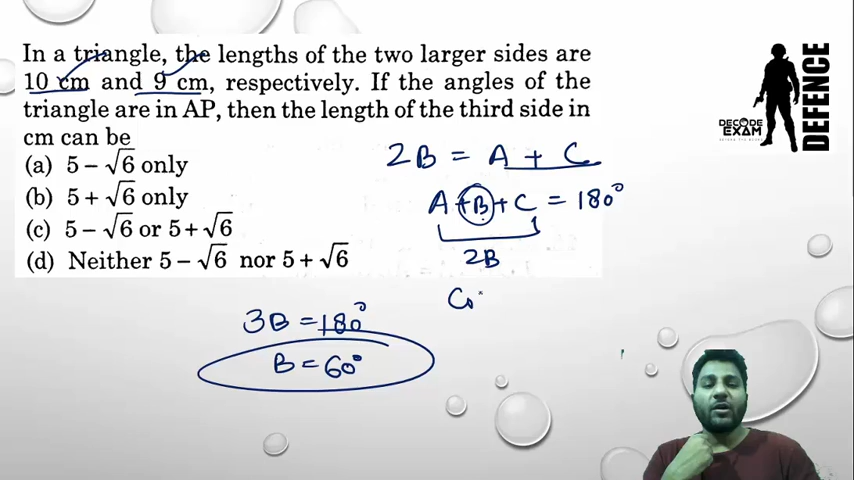 In a triangle, the lengths of the two larger sides are
10 cm and 9 cm, respectively. If the angles of the
triangle are in AP, then the length of the third side in
cm can be
(a) 5 – √6 only
(b) 5 + √6 only
(c) 5 – √6 or 5 + √6
(d) Neither 5 – √6 nor 5 + √6
2B = A + C
A + B + C = 180°
2B
Co
3B = 180°
B = 60°
DECODE
EXAM
DEFENCE